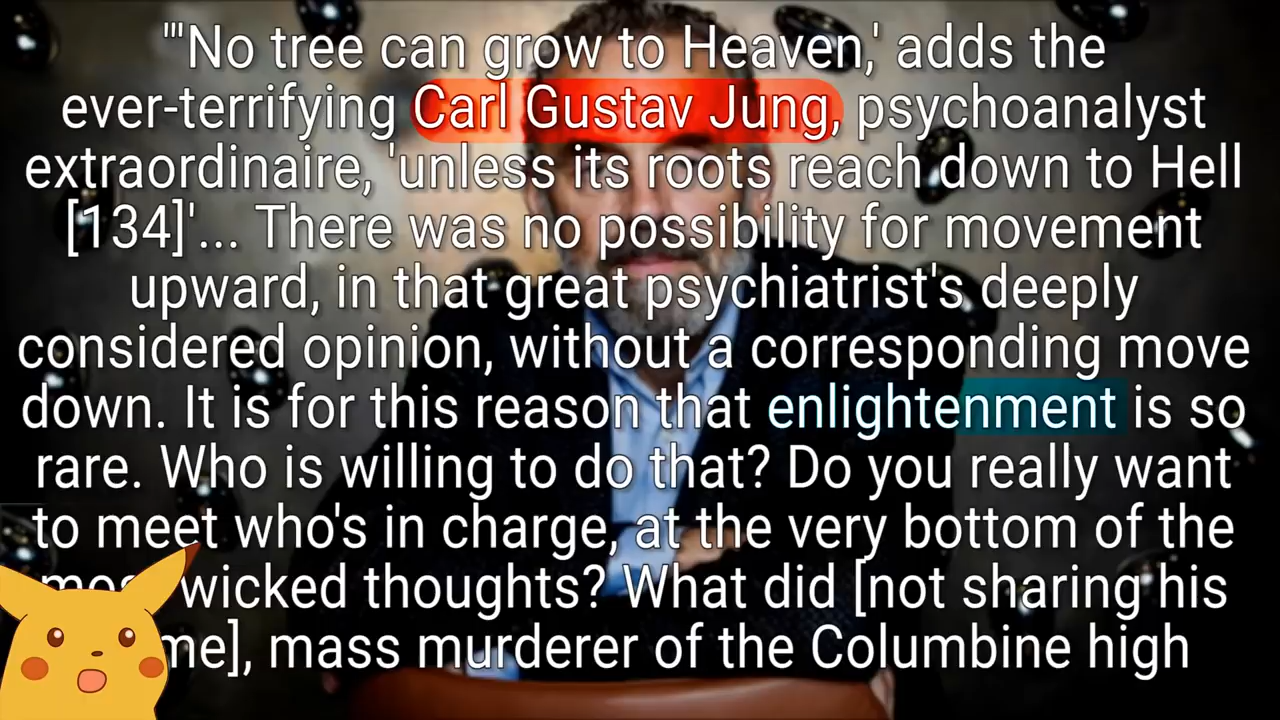 "'No tree can grow to Heaven,' adds the
ever-terrifying Carl Gustav Jung, psychoanalyst
extraordinaire, 'unless its roots reach down to Hell
[134]'... There was no possibility for movement
upward, in that great psychiatrist's deeply
considered opinion, without a corresponding move
down. It is for this reason that enlightenment is so
rare. Who is willing to do that? Do you really want
to meet who's in charge, at the very bottom of the
wicked thoughts? What did [not sharing his
me], mass murderer of the Columbine high